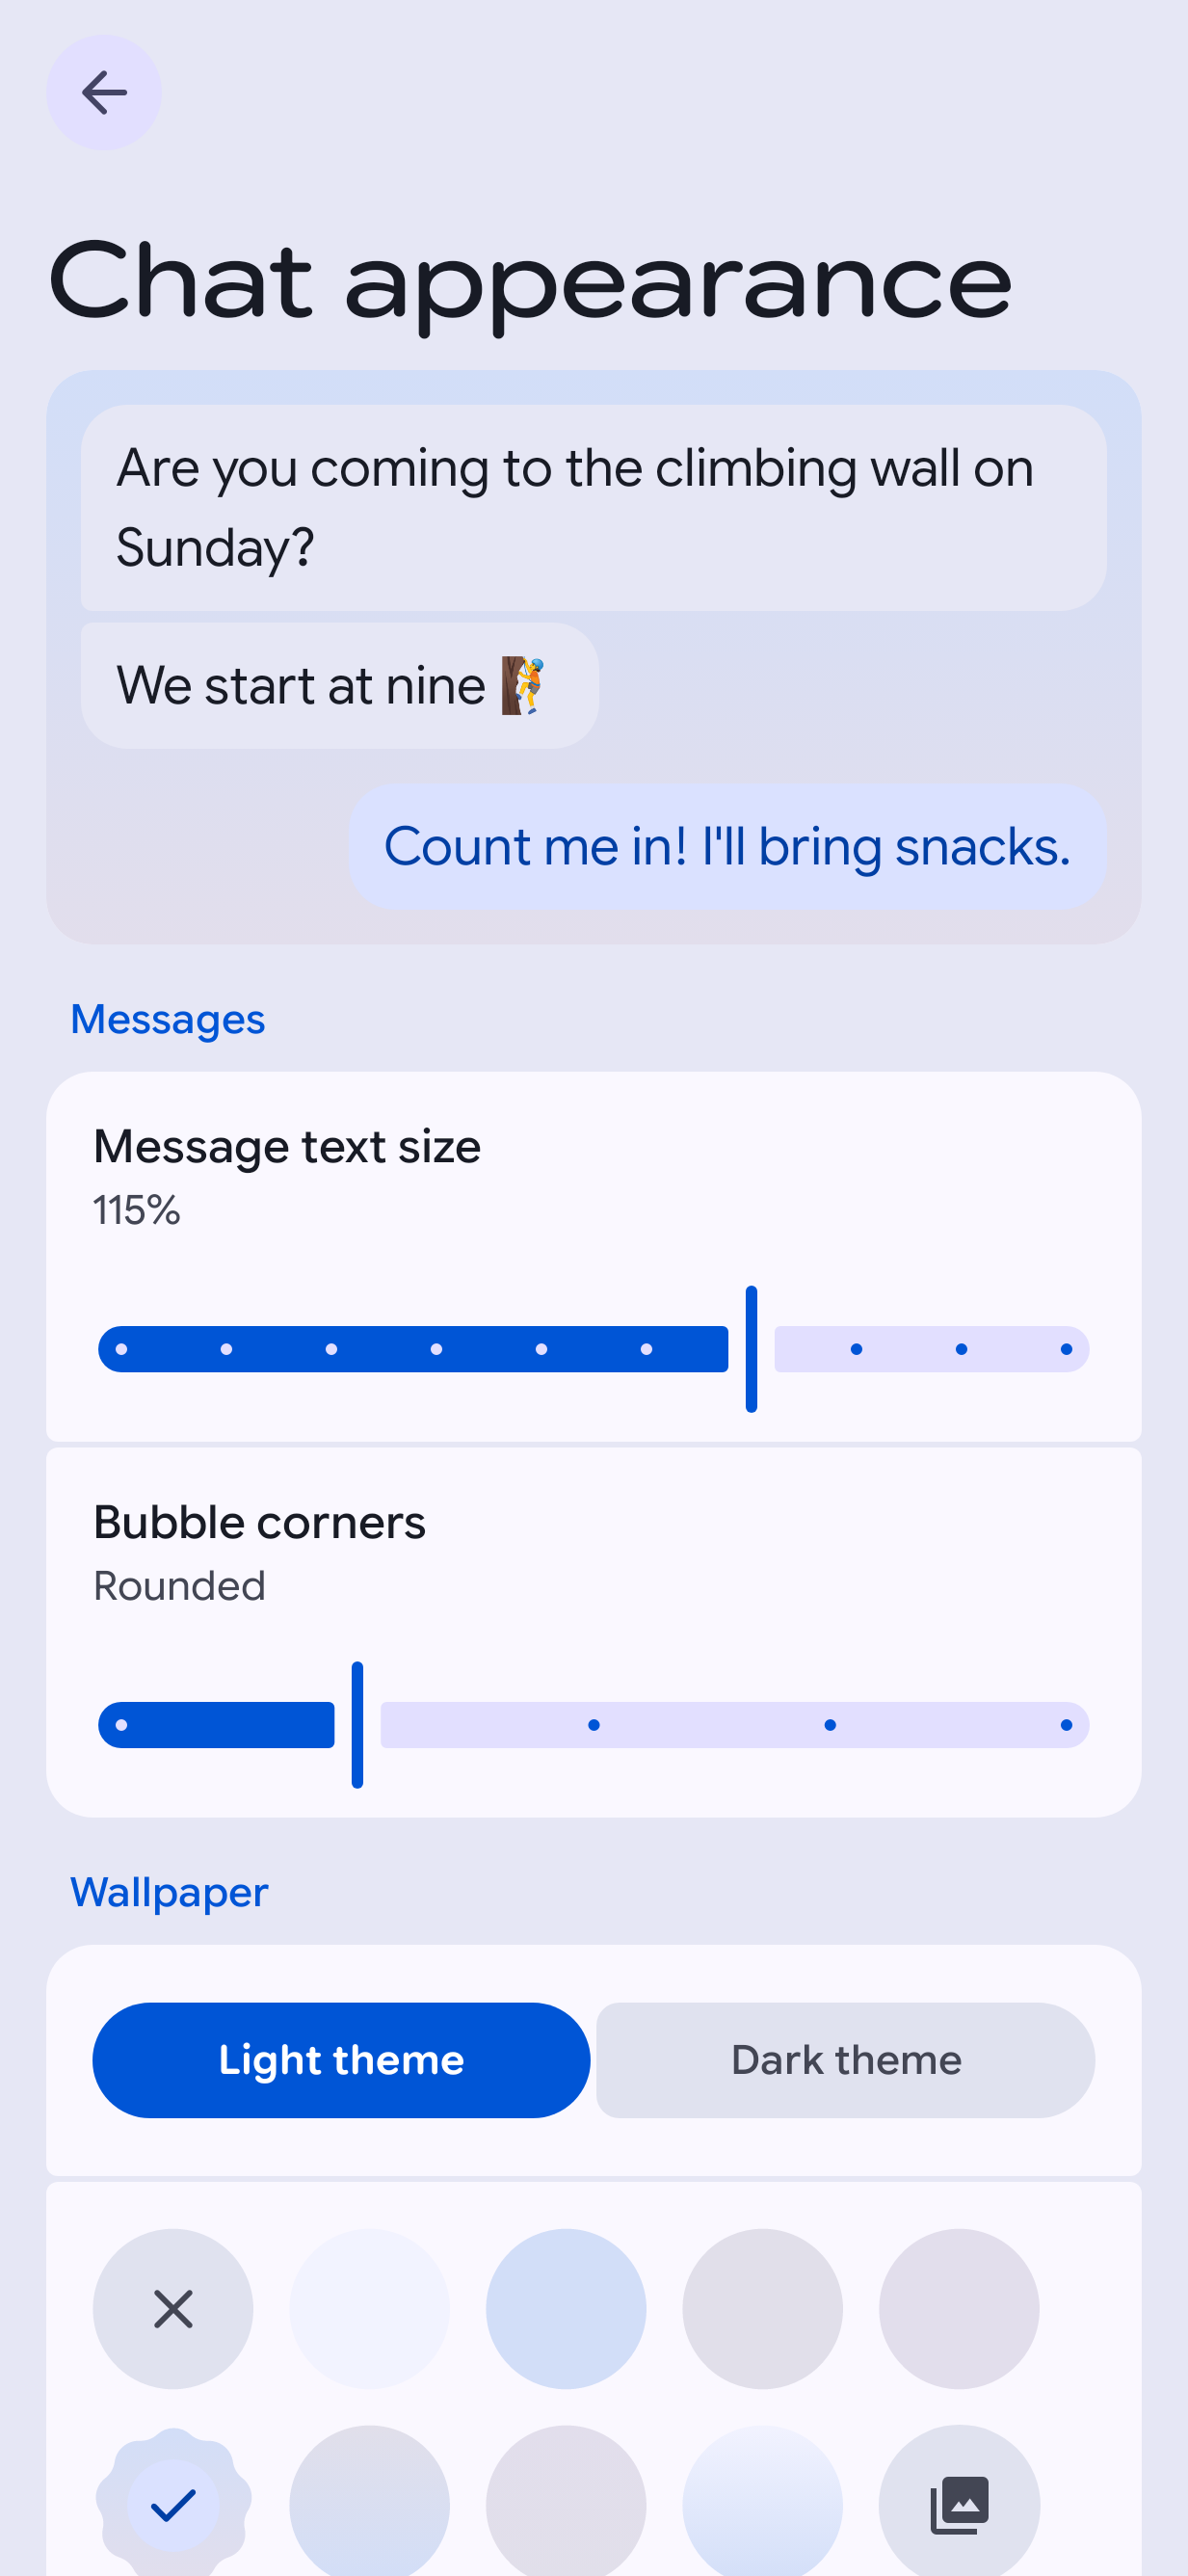 Chat appearance
Are you coming to the climbing wall on
Sunday?
We start at nine 🧗
Count me in! I'll bring snacks.
Messages
Message text size
115%
Bubble corners
Rounded
Wallpaper
Light theme
Dark theme